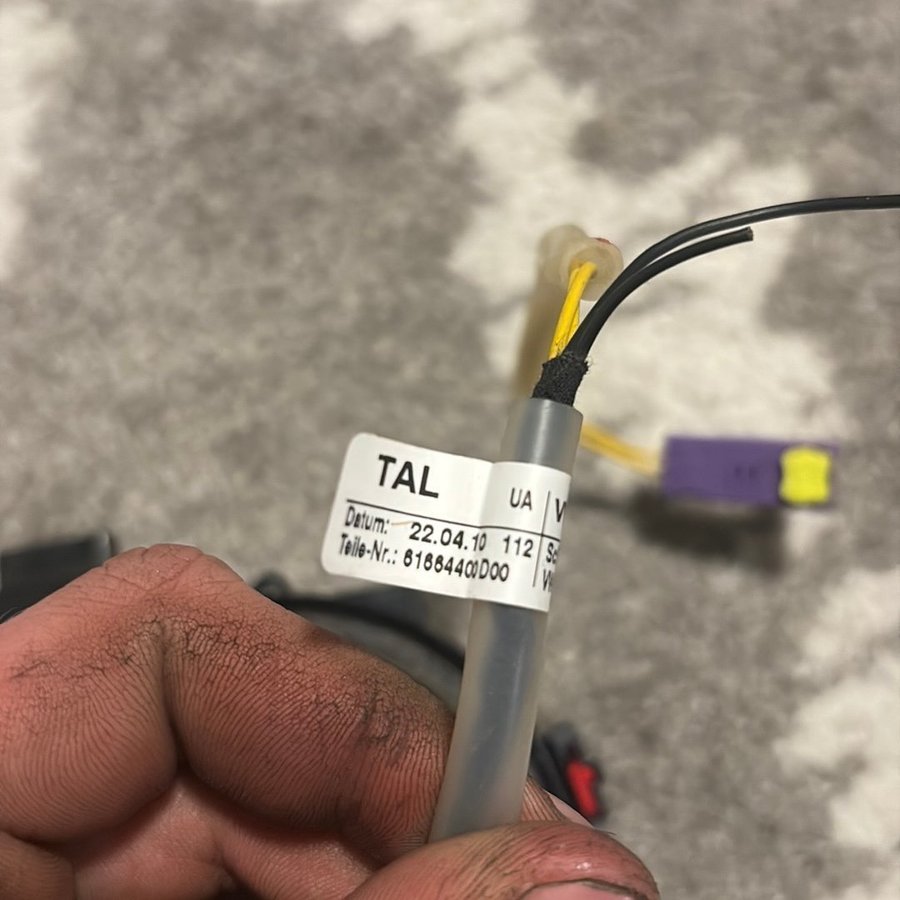 TAL
UA
Datum: 22.04.10 112
Teile-Nr.: 61664400D00